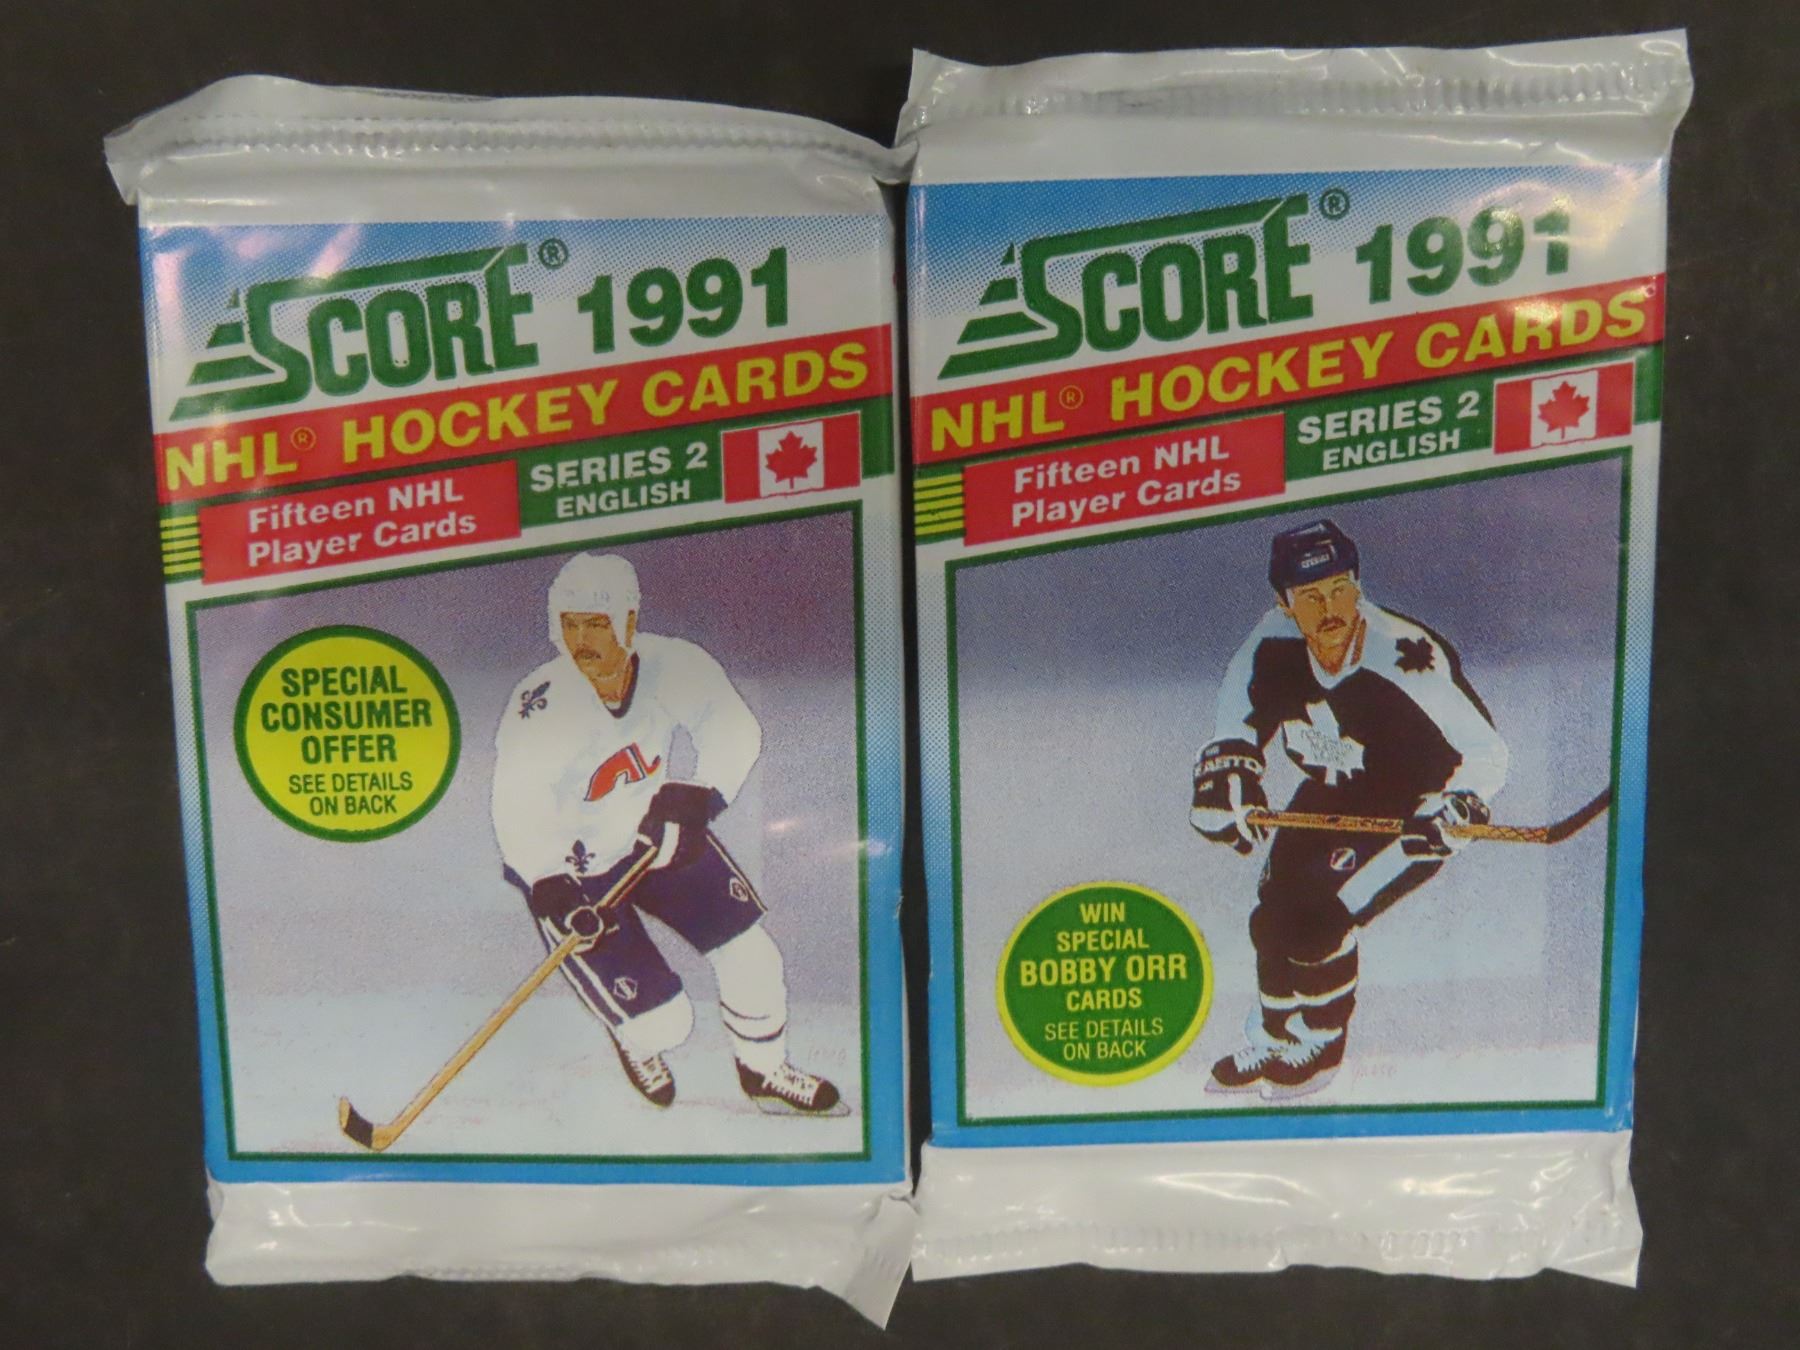 SCORE® 1991
NHL® HOCKEY CARDS
Fifteen NHL
Player Cards
SERIES 2
ENGLISH
SPECIAL
CONSUMER
OFFER
SEE DETAILS
ON BACK
SCORE® 1991
NHL® HOCKEY CARDS
Fifteen NHL
Player Cards
SERIES 2
ENGLISH
EASTON
WIN
SPECIAL
BOBBY ORR
CARDS
SEE DETAILS
ON BACK